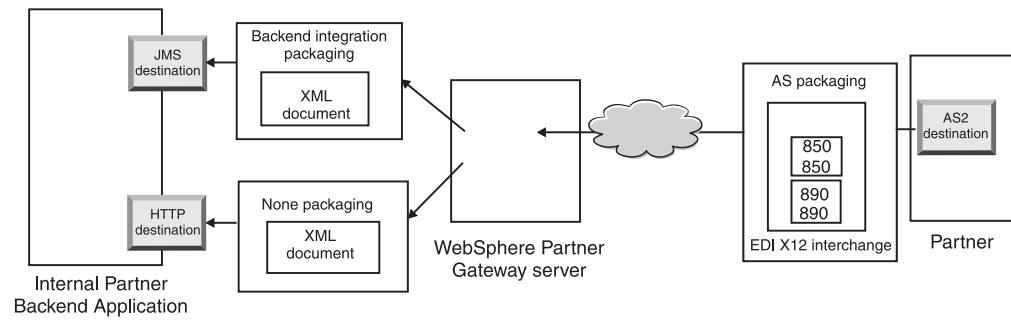 JMS
destination
Backend integration
packaging
XML
document
HTTP
destination
None packaging
XML
document
Internal Partner
Backend Application
WebSphere Partner
Gateway server
AS packaging
850
850
890
890
EDI X12 interchange
AS2
destination
Partner